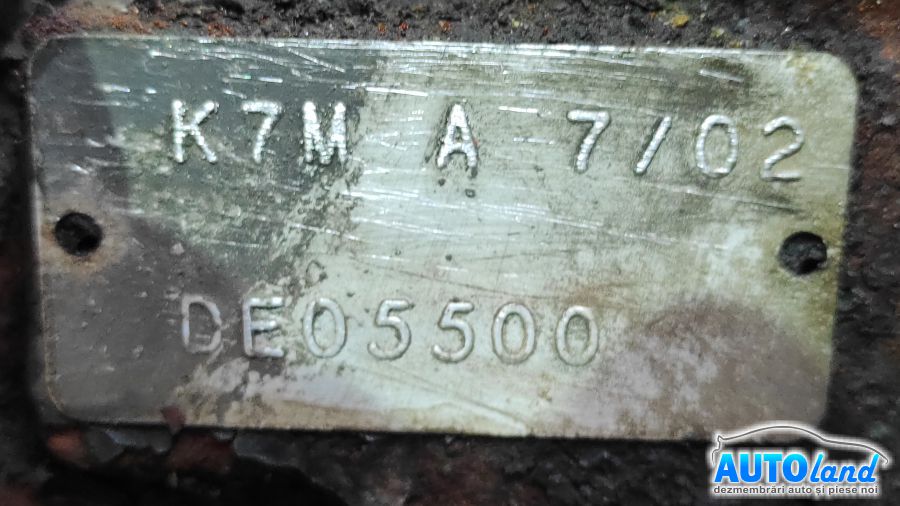 K7M A 7/02
DE05500
AUTOland
dezmembrări auto și piese noi